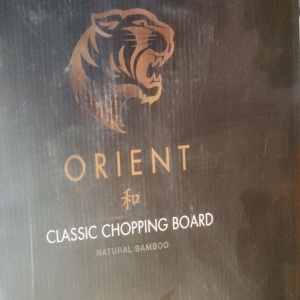 ORIENT
和
CLASSIC CHOPPING BOARD
NATURAL BAMBOO